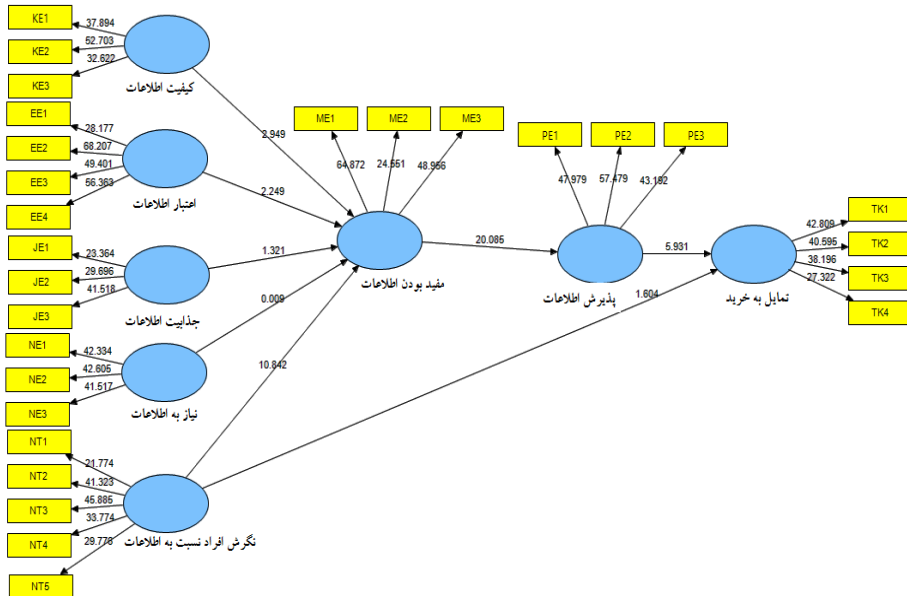 KE1
37.894
KE2
52.703
KE3
32.622
کیفیت اطلاعات
EE1
28.177
EE2
68.207
EE3
49.401
EE4
56.363
اعتبار اطلاعات
JE1
23.364
JE2
29.696
JE3
41.518
جذابیت اطلاعات
NE1
42.334
NE2
42.605
NE3
41.517
نیاز به اطلاعات
NT1
21.774
NT2
41.323
NT3
45.885
NT4
33.774
NT5
29.778
نگرش افراد نسبت به اطلاعات
2.949
2.249
1.321
0.009
10.842
ME1
ME2
ME3
64.872
24.551
48.956
مفید بودن اطلاعات
20.085
PE1
PE2
PE3
47.979
57.479
43.192
پذیرش اطلاعات
5.931
1.604
TK1
42.809
TK2
40.595
TK3
38.196
TK4
27.322
تمایل به خرید